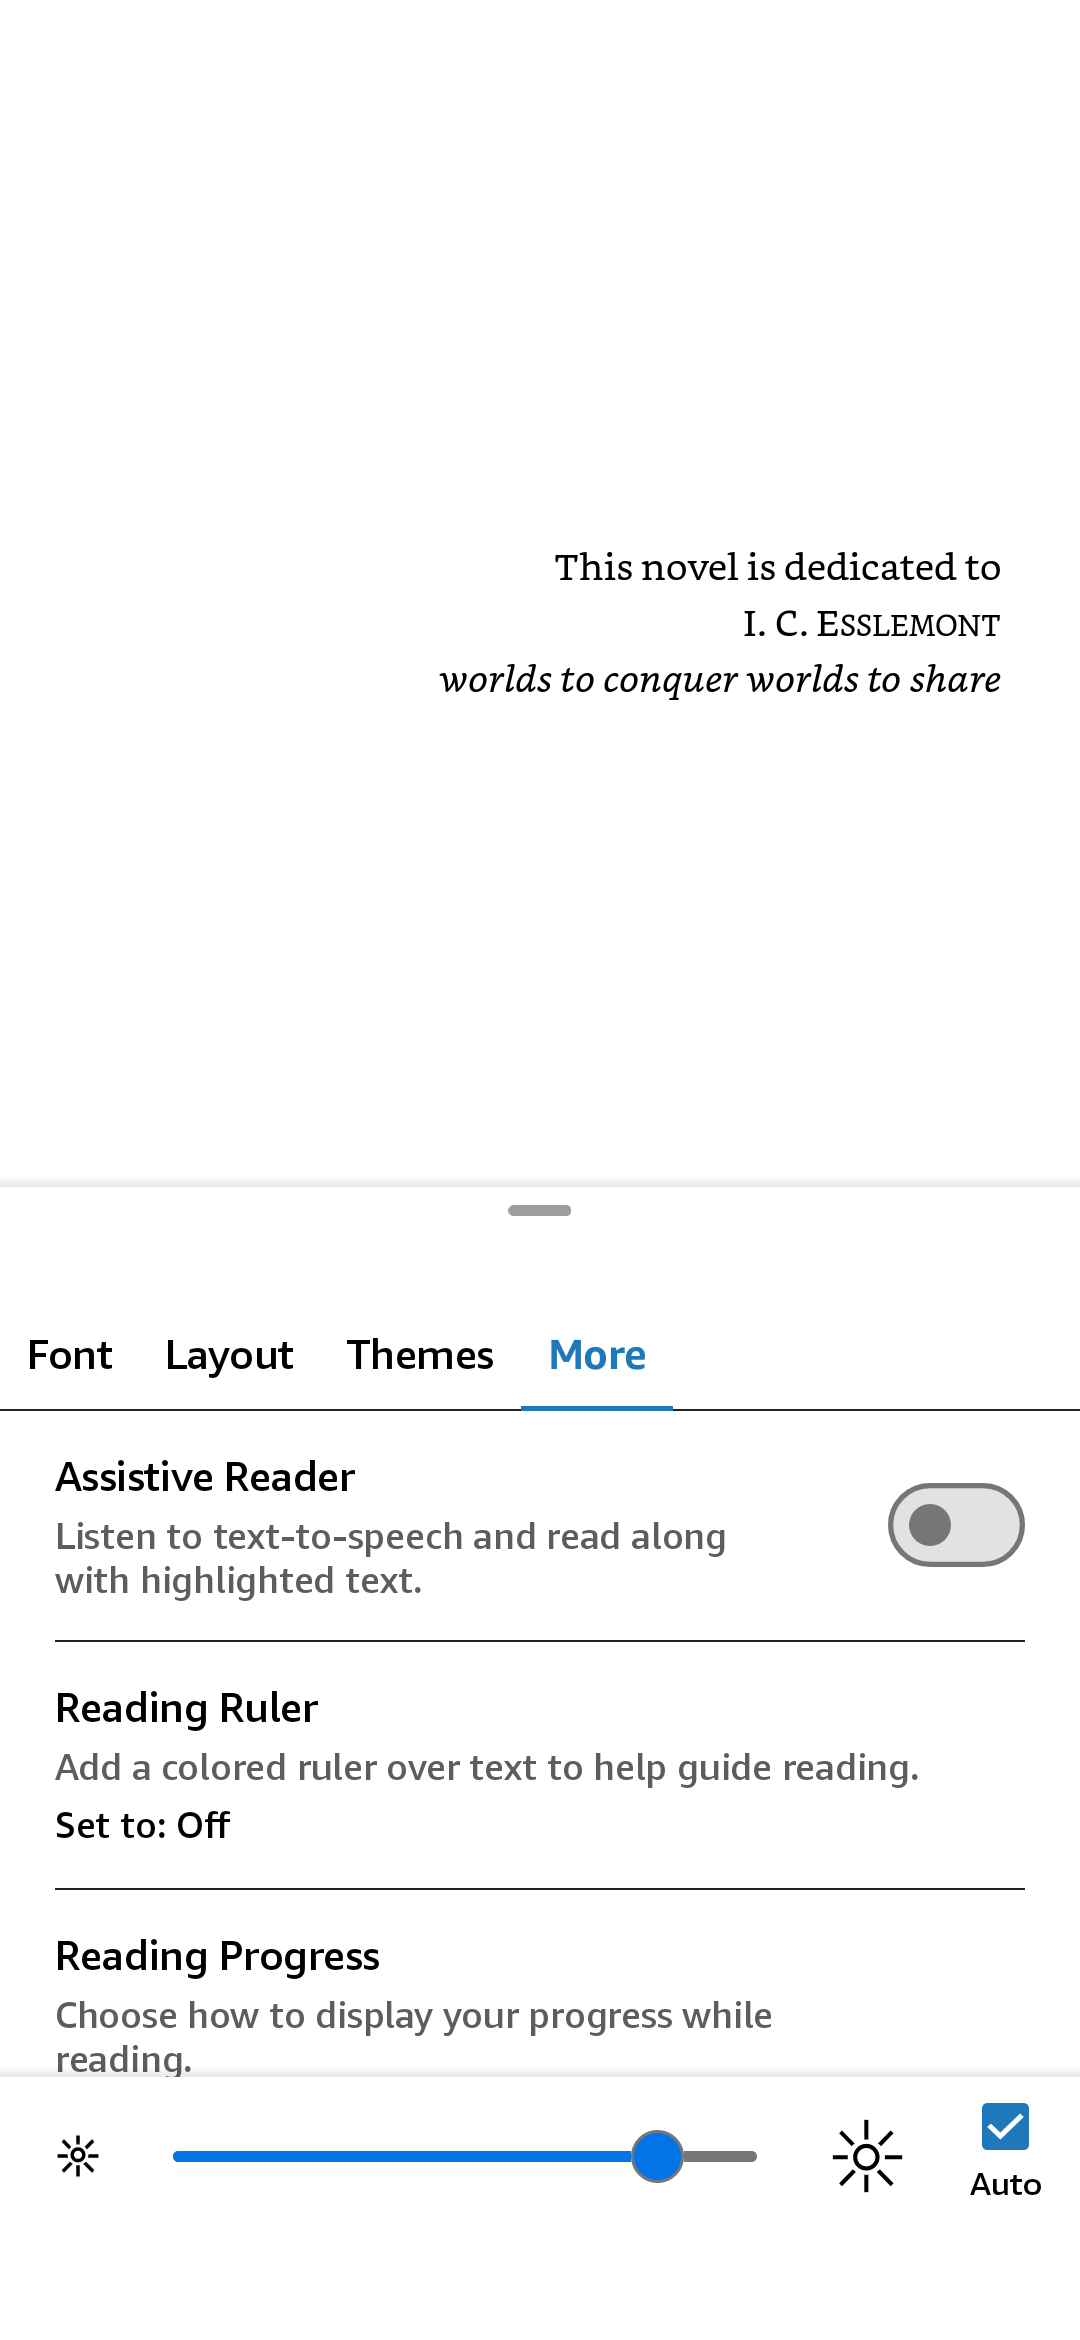 This novel is dedicated to
I. C. ESSLEMONT
worlds to conquer worlds to share
Font Layout Themes More
Assistive Reader
Listen to text-to-speech and read along
with highlighted text.
Reading Ruler
Add a colored ruler over text to help guide reading.
Set to: Off
Reading Progress
Choose how to display your progress while
reading.
Auto